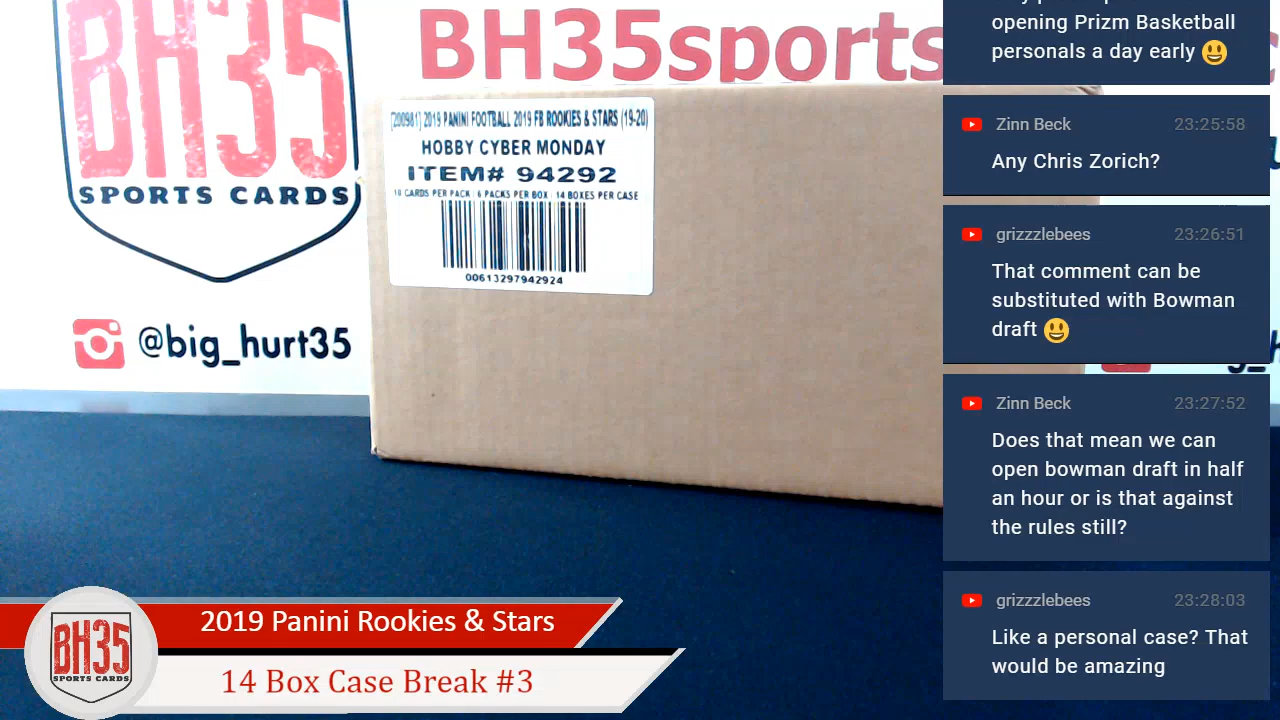 BH35
SPORTS CARDS
@big_hurt35
BH35sports
[200981] 2019 PANINI FOOTBALL 2019 FB ROOKIES & STARS (19-20)
HOBBY CYBER MONDAY
ITEM# 94292
10 CARDS PER PACK : 6 PACKS PER BOX : 14 BOXES PER CASE
00613297942924
opening Prizm Basketball
personals a day early 😃
Zinn Beck 23:25:58
Any Chris Zorich?
grizzzlebees 23:26:51
That comment can be
substituted with Bowman
draft 😃
Zinn Beck 23:27:52
Does that mean we can
open bowman draft in half
an hour or is that against
the rules still?
grizzzlebees 23:28:03
Like a personal case? That
would be amazing
BH35
SPORTS CARDS
2019 Panini Rookies & Stars
14 Box Case Break #3